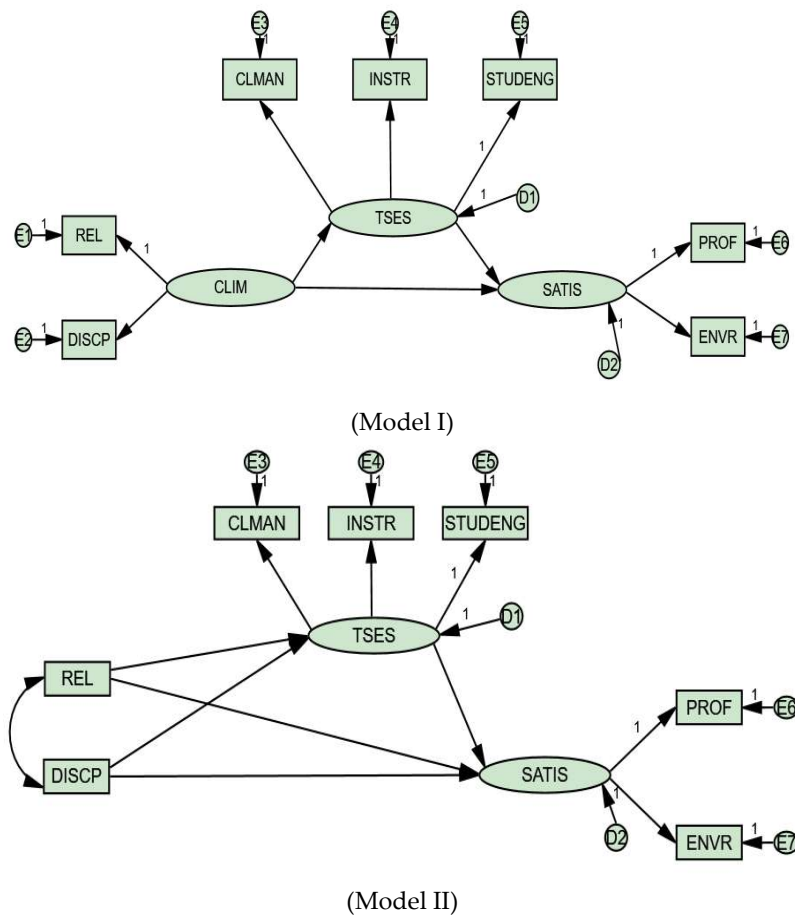 E3 E4 E5
1 1 1
CLMAN INSTR STUDENG
1
1
TSES D1
E1 1 REL 1
PROF 1 E6
1
CLIM SATIS
1
E2 1 DISCP
ENVR 1 E7
D2
(Model I)
E3 E4 E5
1 1 1
CLMAN INSTR STUDENG
1
1 D1
TSES
REL
PROF 1 E6
1
DISCP SATIS
1
D2
ENVR 1 E7
(Model II)